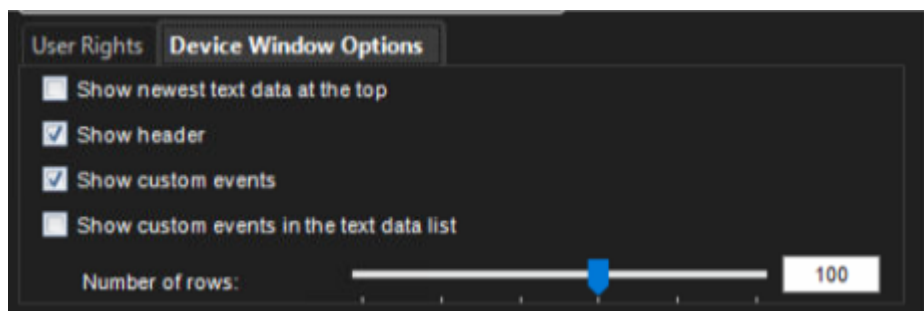 User Rights Device Window Options
Show newest text data at the top
Show header
Show custom events
Show custom events in the text data list
Number of rows: 100